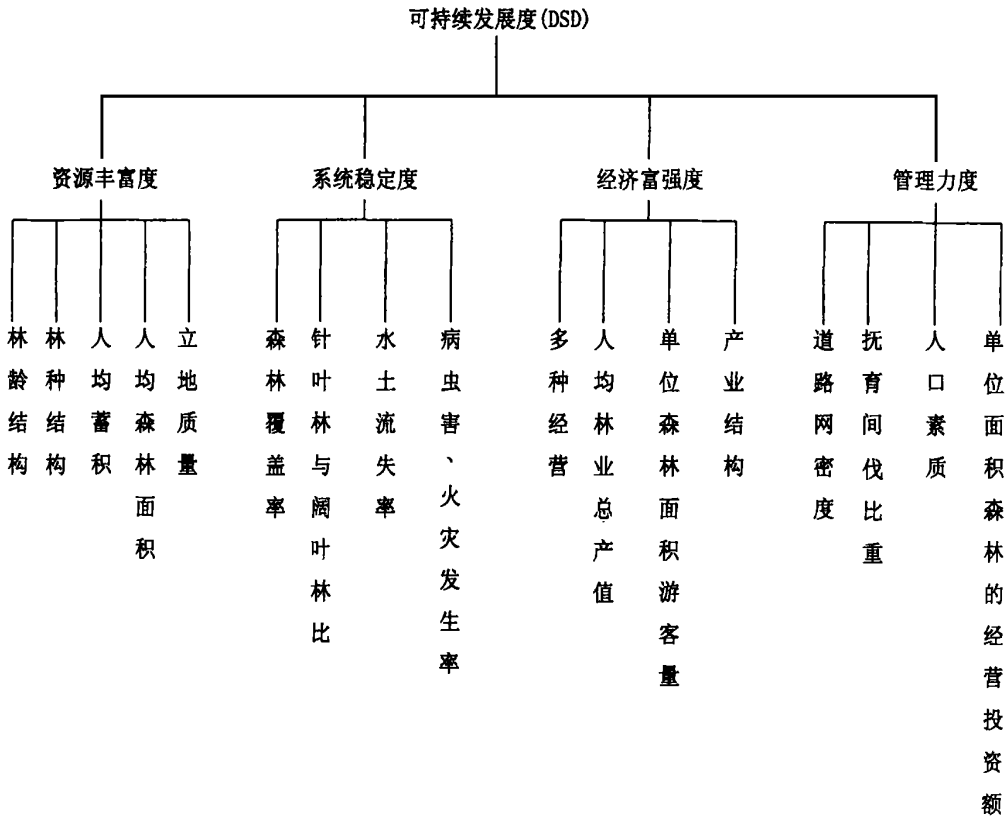 可持续发展度(DSD)
资源丰富度
系统稳定度
经济富强度
管理力度
林龄结构
林种结构
人均蓄积
人均森林面积
立地质量
森林覆盖率
针叶林与阔叶林比
水土流失率
病虫害、火灾发生率
多种经营
人均林业总产值
单位森林面积游客量
产业结构
道路网密度
抚育间伐比重
人口素质
单位面积森林的经营投资额